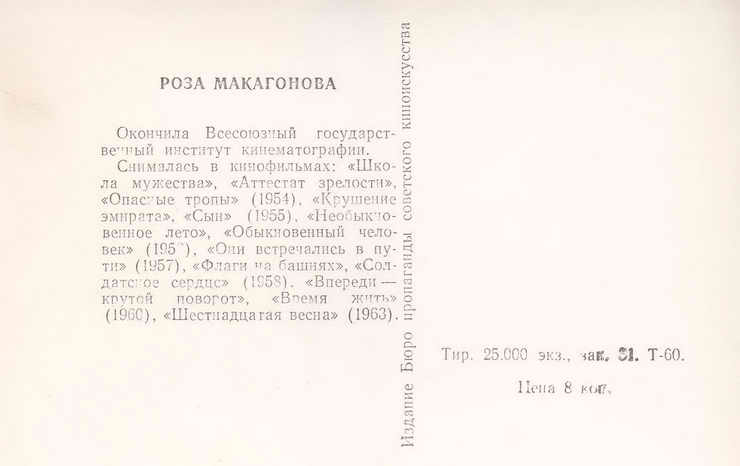 РОЗА МАКАГОНОВА
Окончила Всесоюзный государст-
венный институт кинематографии.
Снималась в кинофильмах: «Шко-
ла мужества», «Аттестат зрелости»,
«Опасные тропы» (1954), «Крушение
эмирата», «Сын» (1955), «Необыкно-
венное лето», «Обыкновенный чело-
век» «Они встречались в пу-
ти» (1957), «Флаги на башнях», «Сол-
датское сердце» (1958). «Впереди —
крутой поворот», «Время жить»
(1960), «Шестнадцатая весна» (1963).
Издание Бюро пропаганды советского киноискусства
Тир. 25.000 экз., зак. 31. Т-60.
Цена 8 коп.